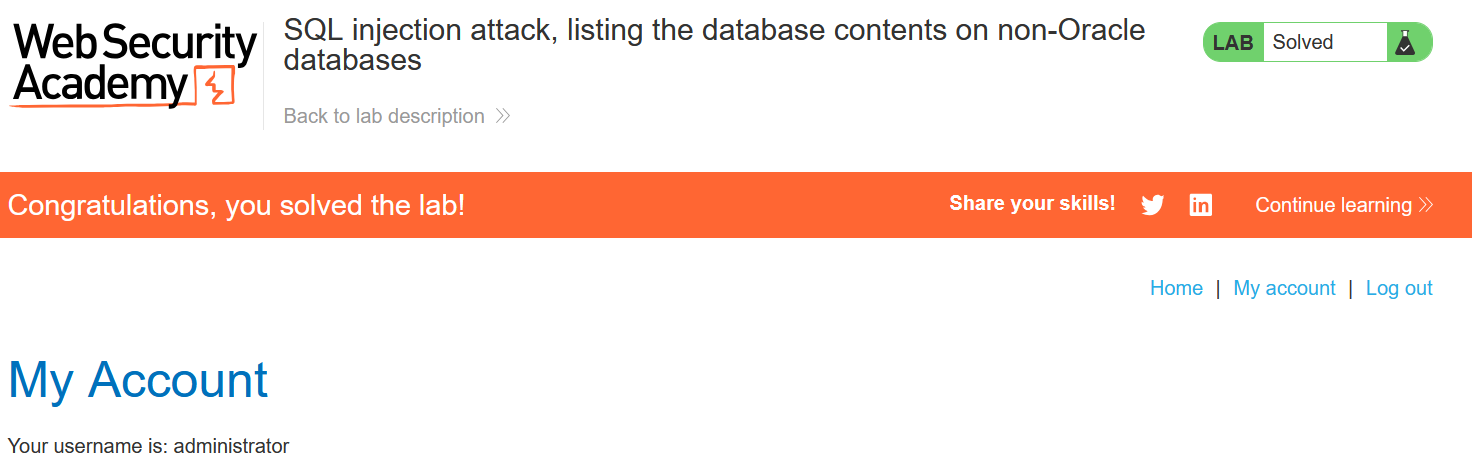 Web Security
Academy
SQL injection attack, listing the database contents on non-Oracle
databases
Back to lab description
LAB Solved
Congratulations, you solved the lab!
Share your skills!
Continue learning
Home | My account | Log out
My Account
Your username is: administrator